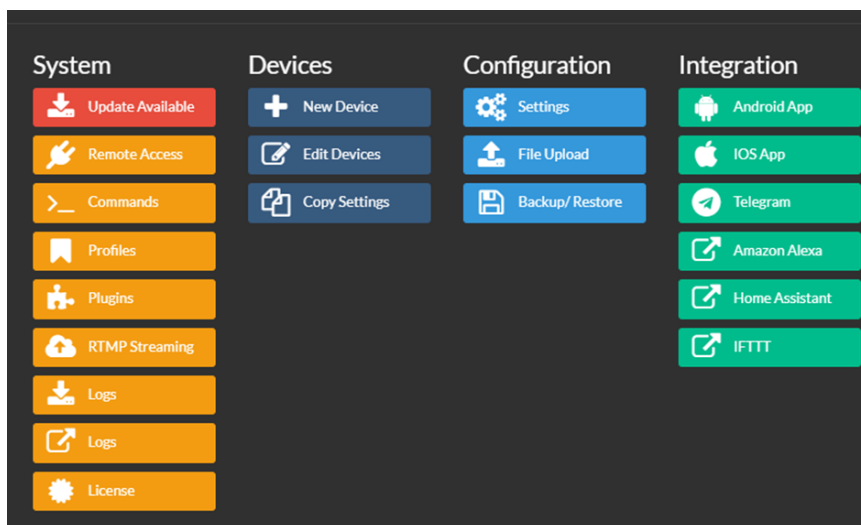 System
Update Available
Remote Access
Commands
Profiles
Plugins
RTMP Streaming
Logs
Logs
License
Devices
New Device
Edit Devices
Copy Settings
Configuration
Settings
File Upload
Backup/ Restore
Integration
Android App
IOS App
Telegram
Amazon Alexa
Home Assistant
IFTTT